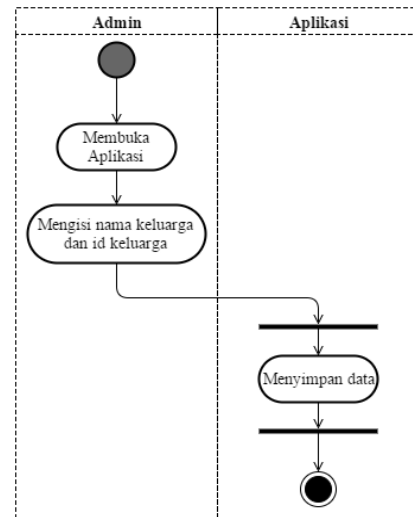 Admin
Aplikasi
Membuka
Aplikasi
Mengisi nama keluarga
dan id keluarga
Menyimpan data